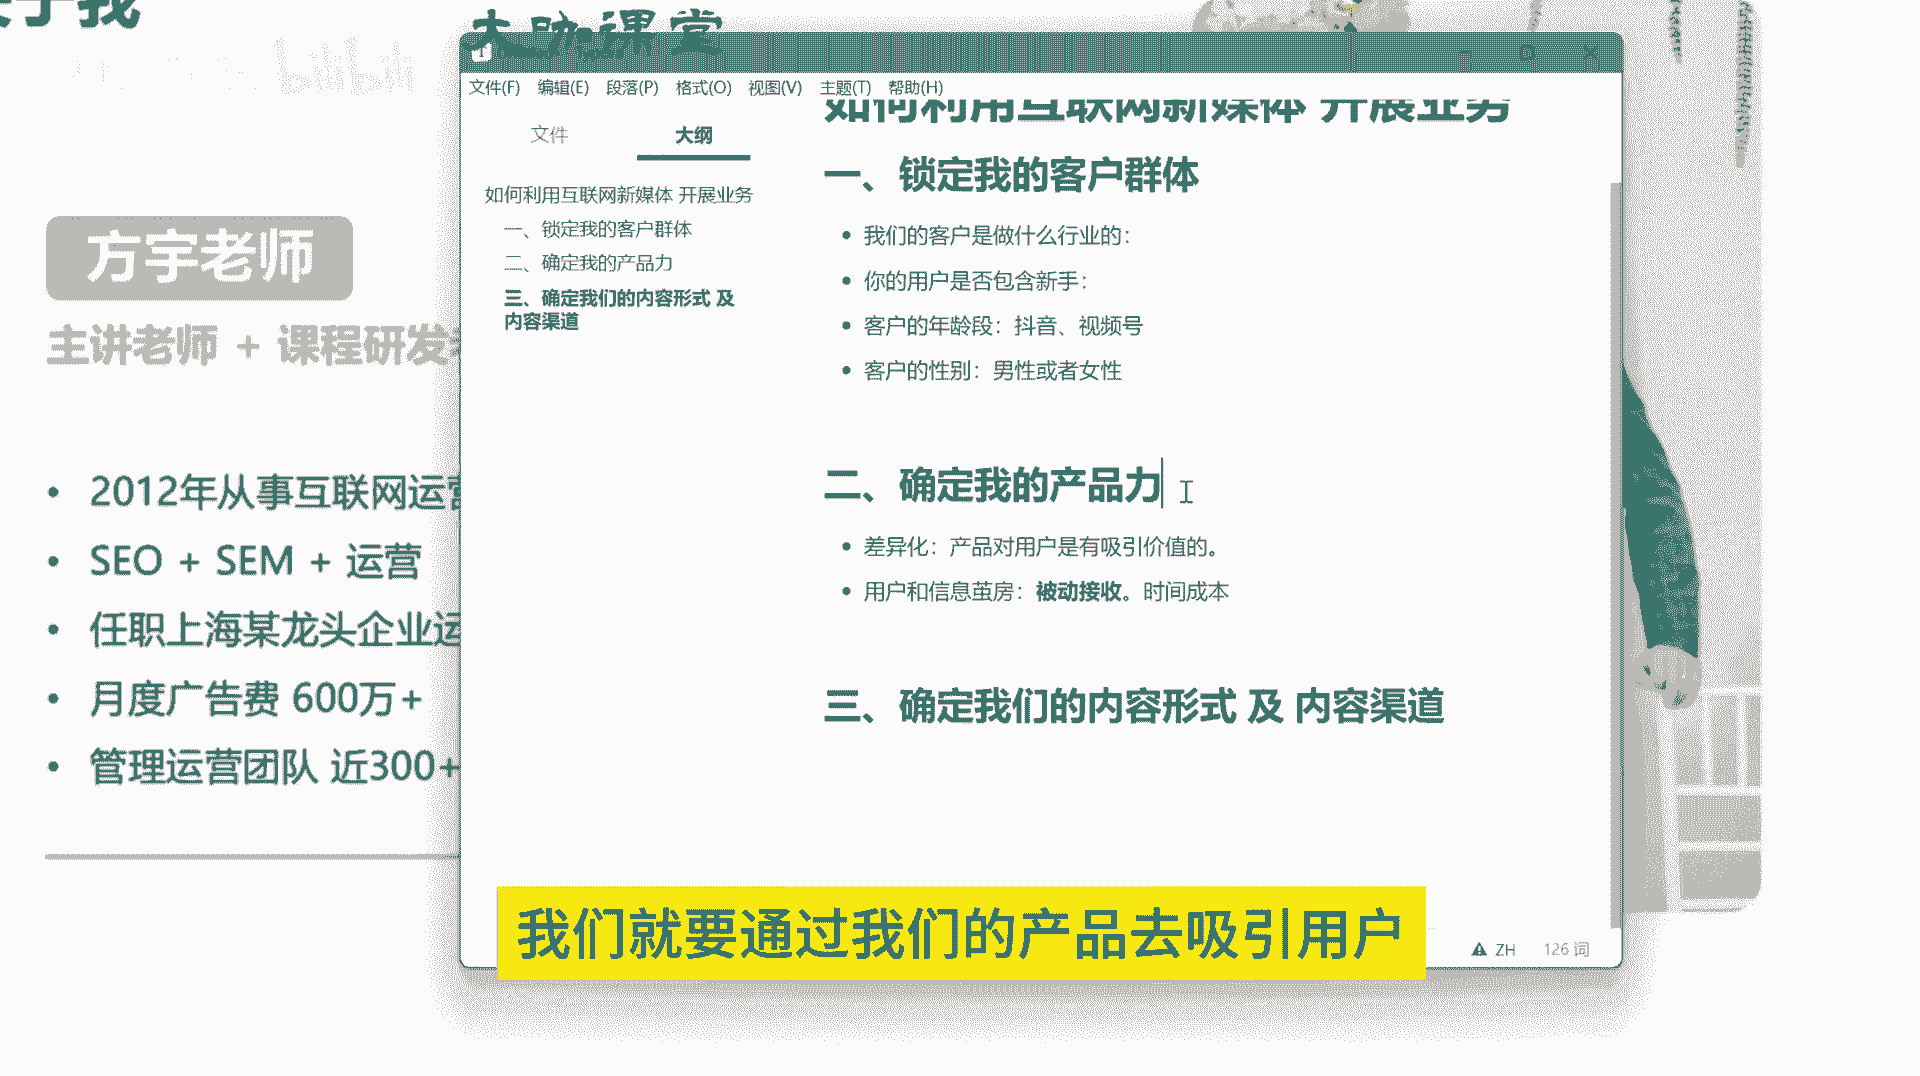 大助课堂
bilibili
文件(F) 编辑(E) 段落(P) 格式(O) 视图(V) 主题(T) 帮助(H)
文件 大纲
如何利用互联网新媒体 开展业务
一、锁定我的客户群体
二、确定我的产品力
三、确定我们的内容形式 及
内容渠道
如何利用互联网新媒体 开展业务
一、锁定我的客户群体
• 我们的客户是做什么行业的：
• 你的用户是否包含新手：
• 客户的年龄段：抖音、视频号
• 客户的性别：男性或者女性
二、确定我的产品力
• 差异化：产品对用户是有吸引价值的。
• 用户和信息茧房：被动接收。时间成本
三、确定我们的内容形式 及 内容渠道
ZH 126 词
方宇老师
主讲老师 + 课程研发
• 2012年从事互联网运营
• SEO + SEM + 运营
• 任职上海某龙头企业运
• 月度广告费 600万+
• 管理运营团队 近300+
我们就要通过我们的产品去吸引用户